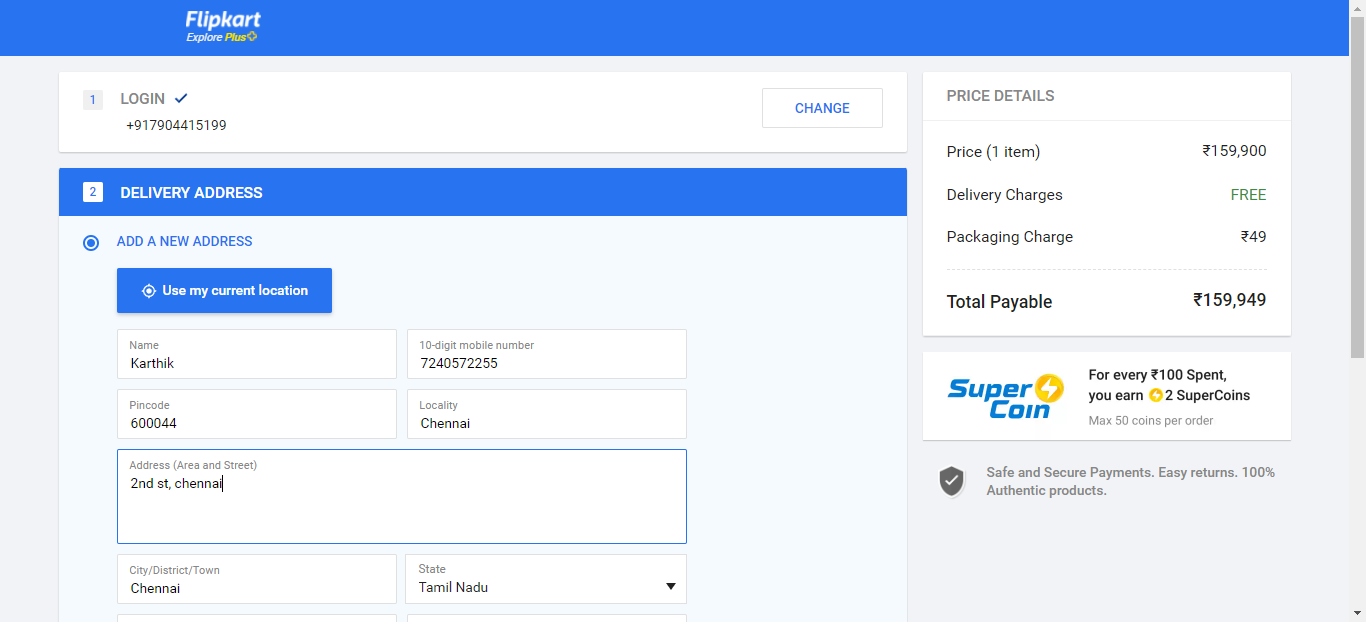 Flipkart
Explore Plus
1 LOGIN
+917904415199
CHANGE
2 DELIVERY ADDRESS
ADD A NEW ADDRESS
Use my current location
Name
Karthik
10-digit mobile number
7240572255
Pincode
600044
Locality
Chennai
Address (Area and Street)
2nd st, chennai
City/District/Town
Chennai
State
Tamil Nadu
PRICE DETAILS
Price (1 item) ₹159,900
Delivery Charges FREE
Packaging Charge ₹49
Total Payable ₹159,949
Super
Coin
For every ₹100 Spent,
you earn 2 SuperCoins
Max 50 coins per order
Safe and Secure Payments. Easy returns. 100%
Authentic products.